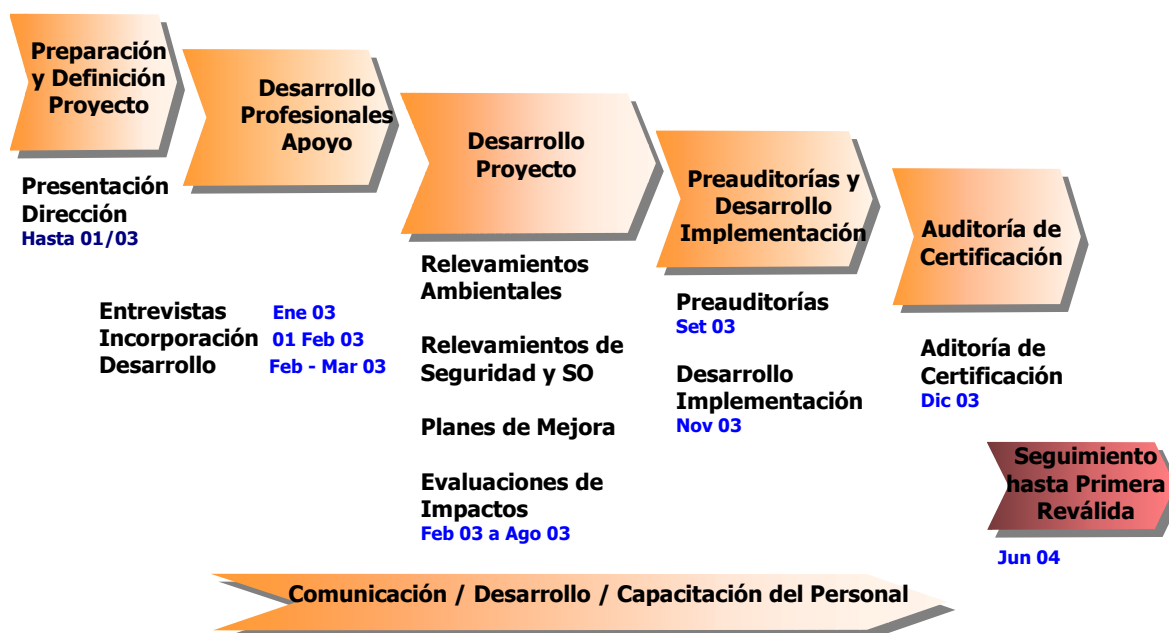 Preparación
y Definición
Proyecto
Presentación
Dirección
Hasta 01/03
Desarrollo
Profesionales
Apoyo
Entrevistas Ene 03
Incorporación 01 Feb 03
Desarrollo Feb - Mar 03
Desarrollo
Proyecto
Relevamientos
Ambientales
Relevamientos de
Seguridad y SO
Planes de Mejora
Evaluaciones de
Impactos
Feb 03 a Ago 03
Preauditorías y
Desarrollo
Implementación
Preauditorías
Set 03
Desarrollo
Implementación
Nov 03
Auditoría de
Certificación
Aditoría de
Certificación
Dic 03
Seguimiento
hasta Primera
Reválida
Jun 04
Comunicación / Desarrollo / Capacitación del Personal